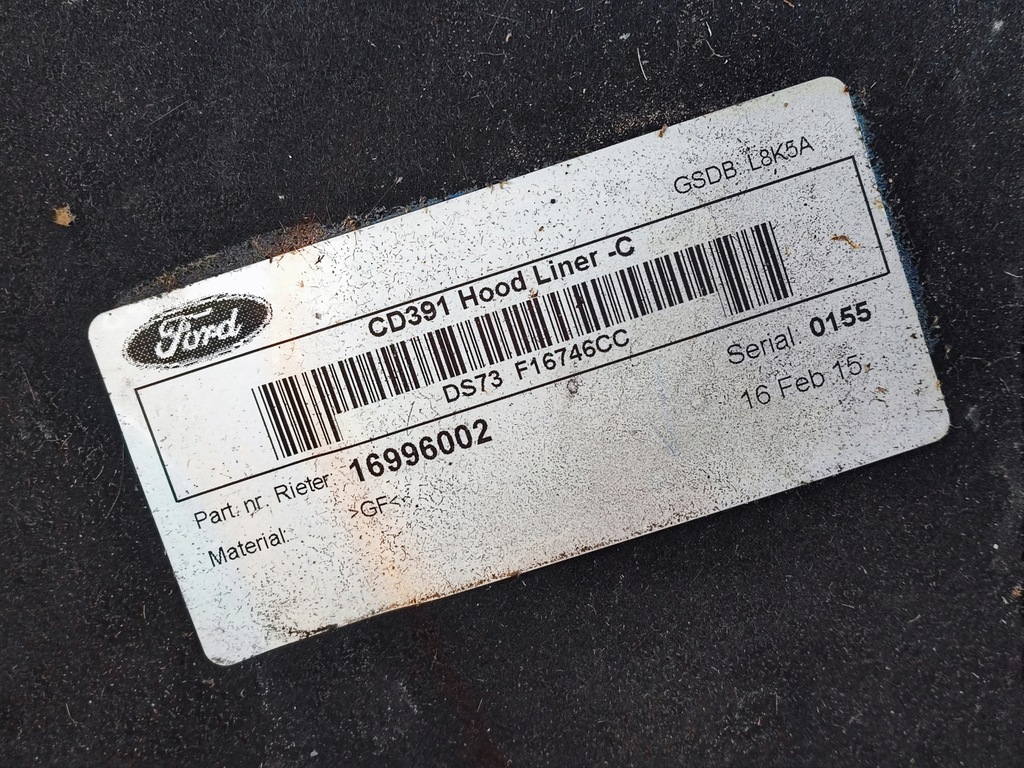 GSDB: L8K5A
Ford
CD391 Hood Liner -C
DS73 F16746CC
Part. nr. Rieter: 16996002
Serial: 0155
Material: >GF<
16 Feb 15